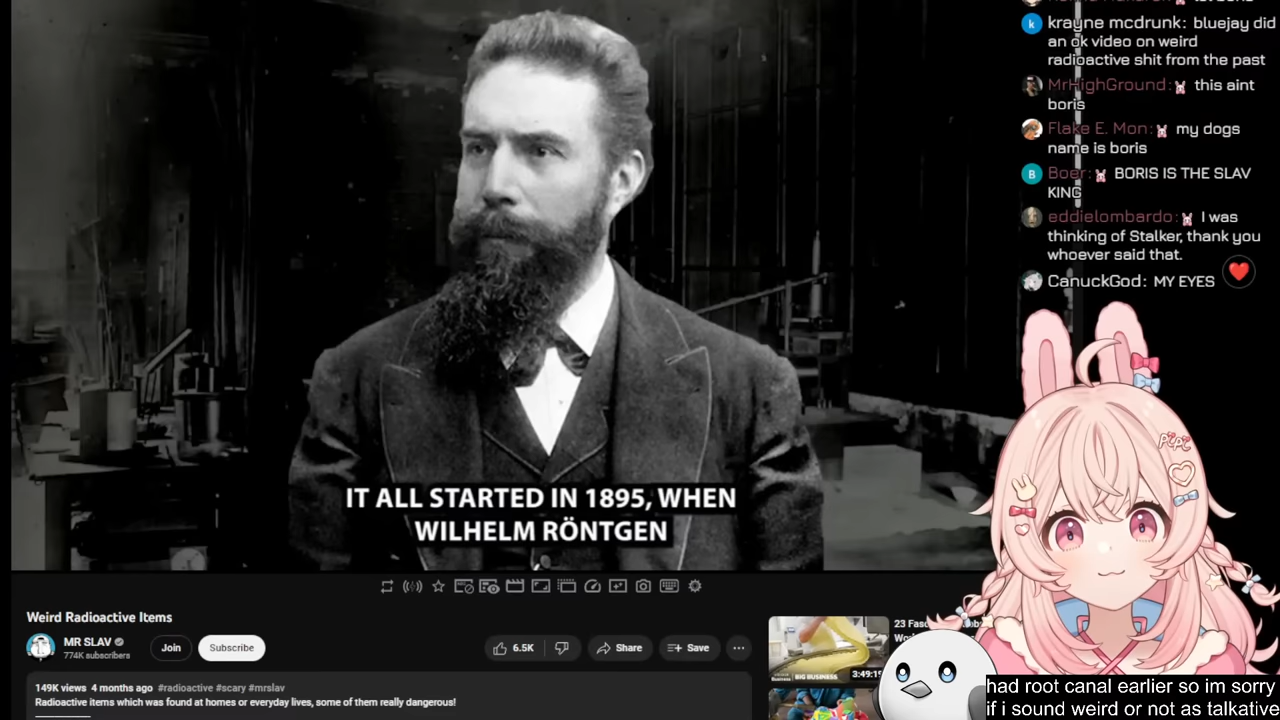 krayne mcdrunk: bluejay did
an ok video on weird
radioactive shit from the past
MrHighGround: this aint
boris
Flake E. Mon: my dogs
name is boris
Boer: BORIS IS THE SLAV
KING
eddielombardo: I was
thinking of Stalker, thank you
whoever said that.
CanuckGod: MY EYES
IT ALL STARTED IN 1895, WHEN
WILHELM RÖNTGEN
Pipi
Weird Radioactive Items
MR SLAV
774K subscribers
Join
Subscribe
6.5K
Share
Save
149K views 4 months ago #radioactive #scary #mrslav
Radioactive items which was found at homes or everyday lives, some of them really dangerous!
BIG BUSINESS
3:49:19
had root canal earlier so im sorry
if i sound weird or not as talkative